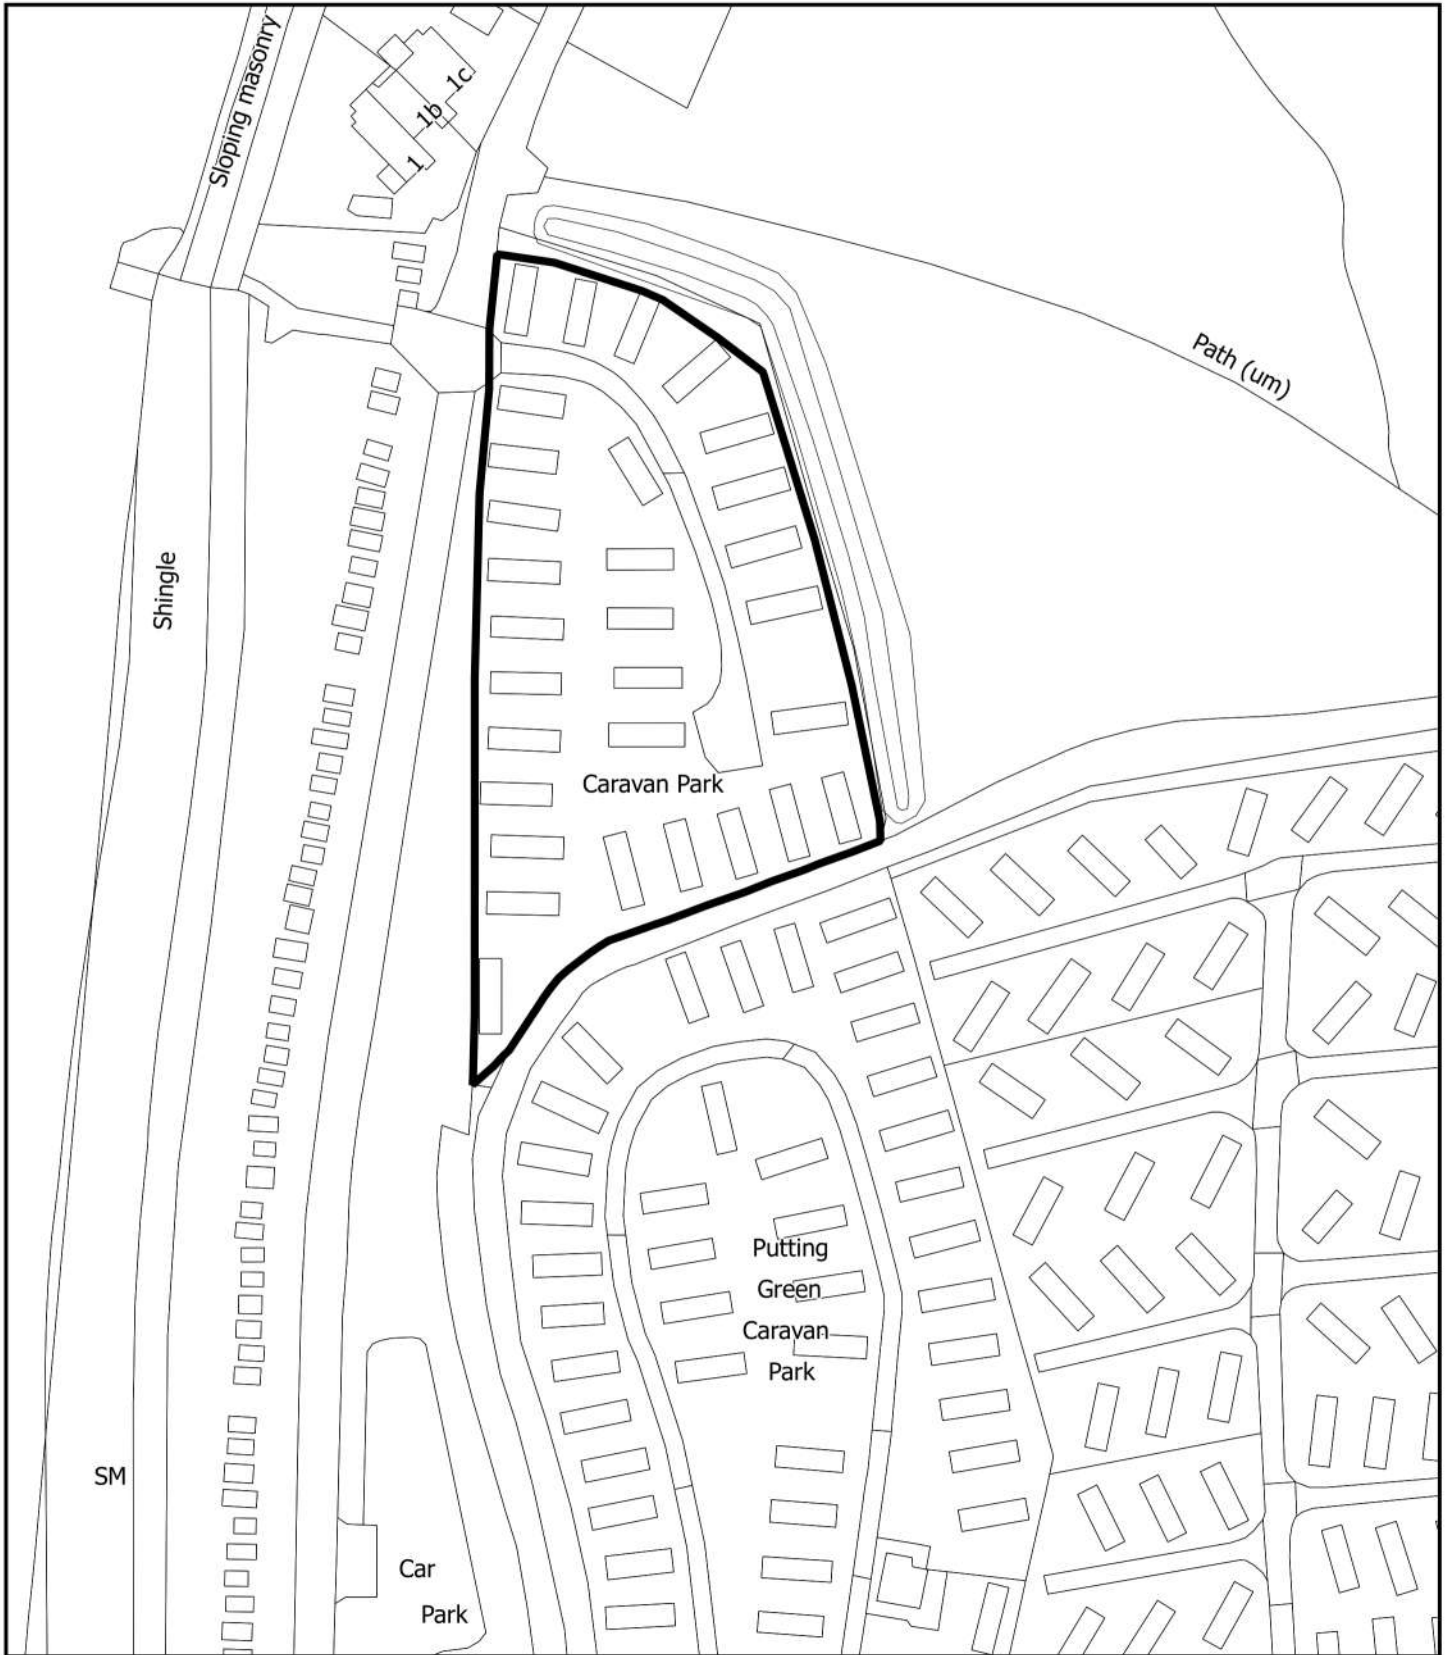 Sloping masonry
1c
1b
1
Path (um)
Shingle
Caravan Park
Putting
Green
Caravan
Park
SM
Car
Park